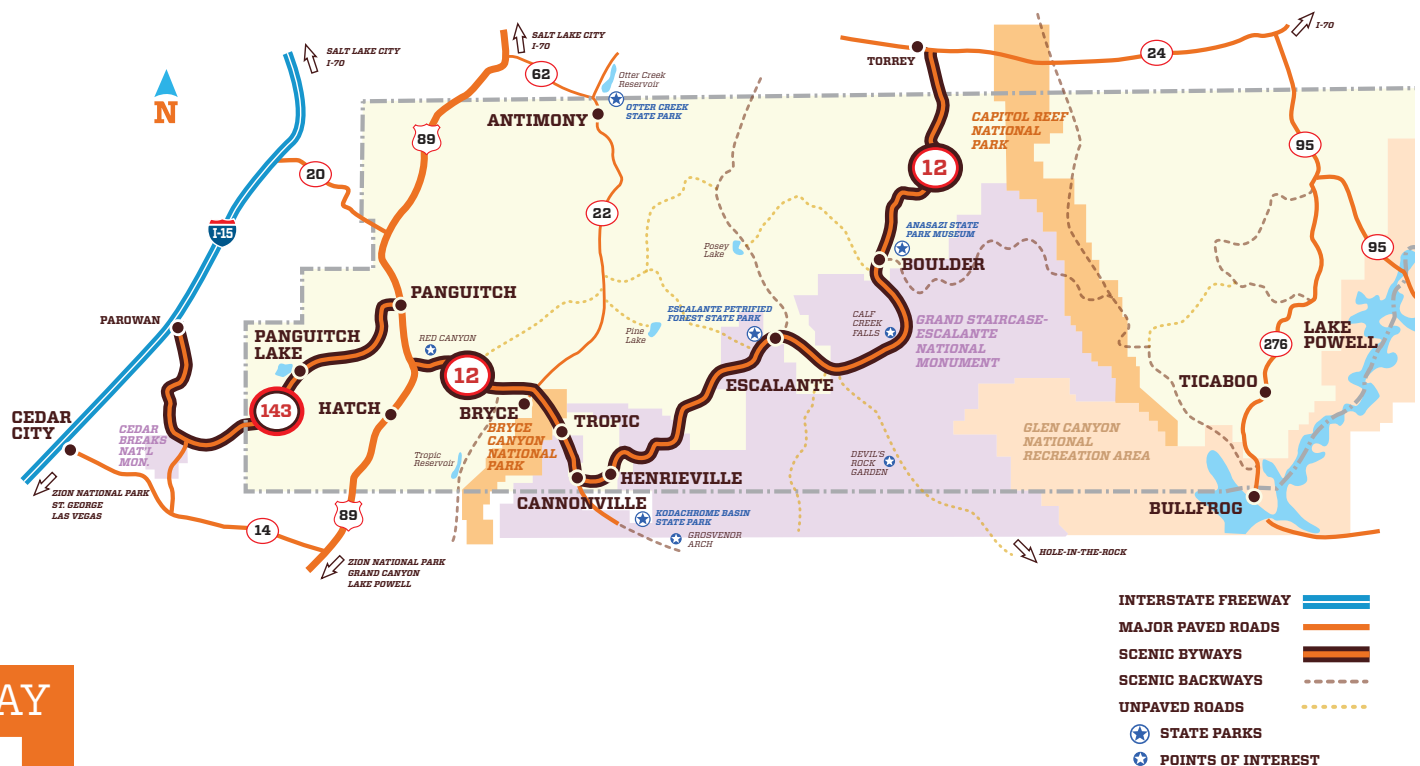 SALT LAKE CITY
I-70
SALT LAKE CITY
I-70
I-70
N
62
Otter Creek
Reservoir
OTTER CREEK
STATE PARK
ANTIMONY
TORREY
24
89
95
CAPITOL REEF
NATIONAL
PARK
12
20
22
I-15
ANASAZI STATE
PARK MUSEUM
Posey
Lake
BOULDER
95
PANGUITCH
PAROWAN
PANGUITCH
LAKE
RED CANYON
ESCALANTE PETRIFIED
FOREST STATE PARK
Pine
Lake
CALF
CREEK
FALLS
GRAND STAIRCASE-
ESCALANTE
NATIONAL
MONUMENT
LAKE
POWELL
276
12
ESCALANTE
TICABOO
143
HATCH
BRYCE
CEDAR
CITY
CEDAR
BREAKS
NAT'L
MON.
BRYCE
CANYON
NATIONAL
PARK
TROPIC
GLEN CANYON
NATIONAL
RECREATION AREA
Tropic
Reservoir
DEVIL'S
ROCK
GARDEN
HENRIEVILLE
CANNONVILLE
BULLFROG
ZION NATIONAL PARK
ST. GEORGE
LAS VEGAS
14
89
KODACHROME BASIN
STATE PARK
GROSVENOR
ARCH
HOLE-IN-THE-ROCK
ZION NATIONAL PARK
GRAND CANYON
LAKE POWELL
INTERSTATE FREEWAY
MAJOR PAVED ROADS
SCENIC BYWAYS
SCENIC BACKWAYS
UNPAVED ROADS
STATE PARKS
POINTS OF INTEREST
AY